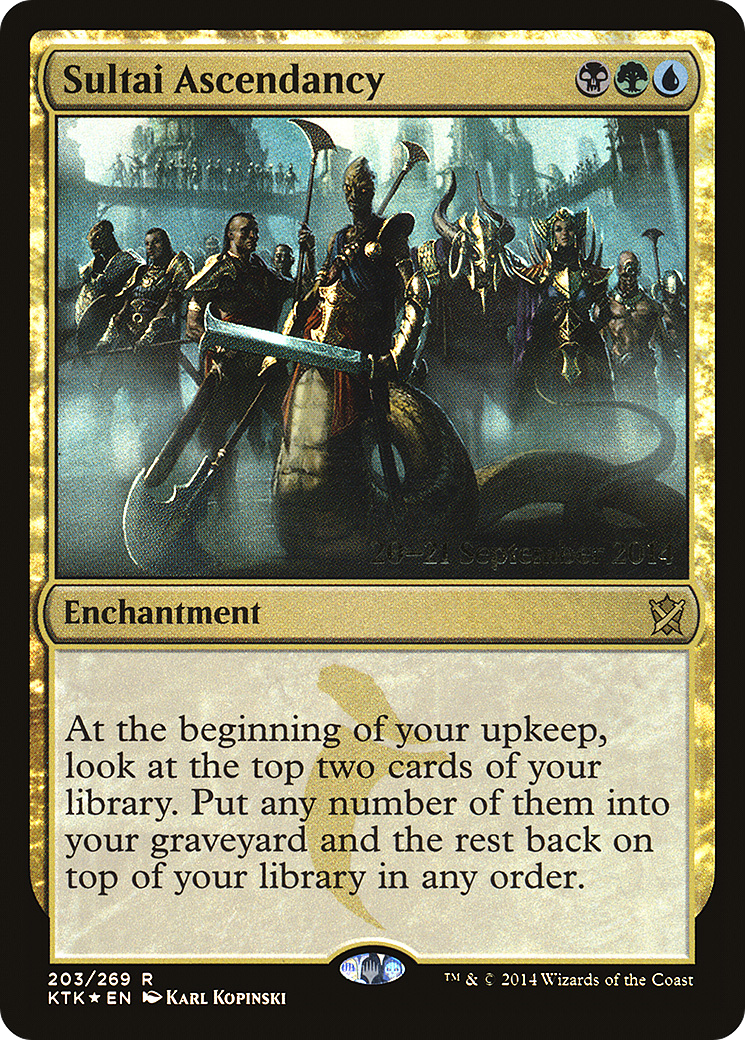 Sultai Ascendancy
20–21 September 2014
Enchantment
At the beginning of your upkeep,
look at the top two cards of your
library. Put any number of them into
your graveyard and the rest back on
top of your library in any order.
203/269 R
KTK★EN Karl Kopinski
™ & © 2014 Wizards of the Coast